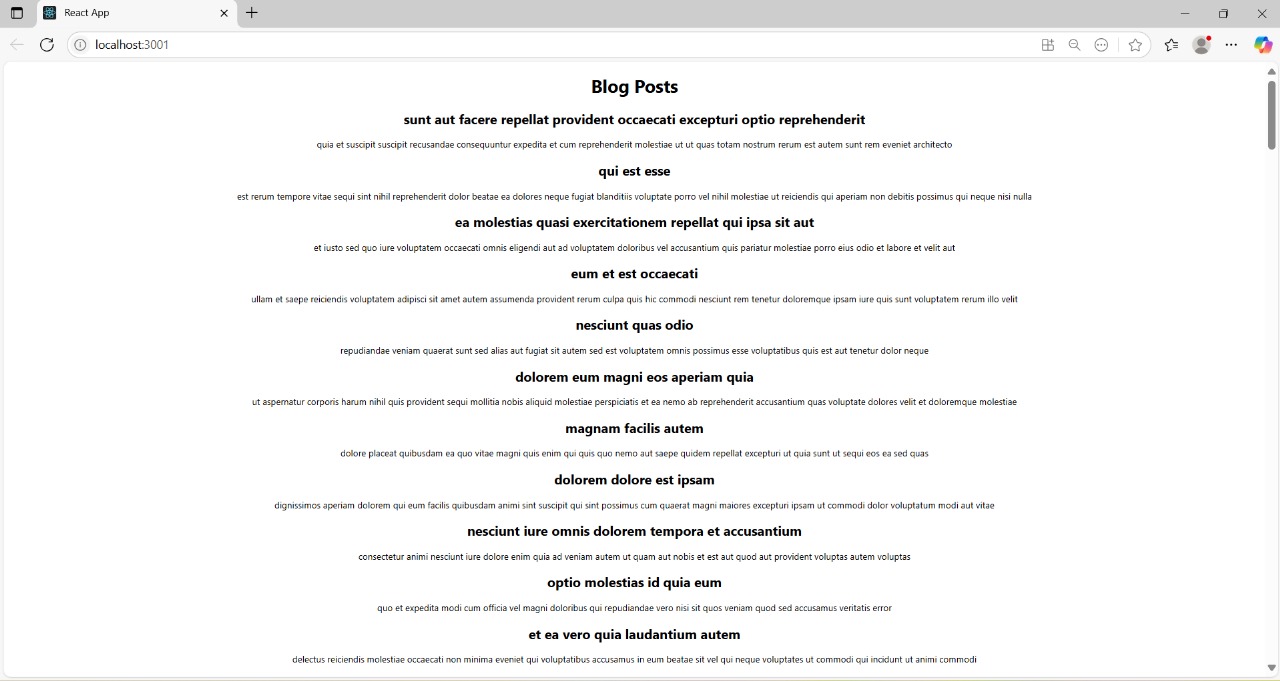 React App
localhost:3001
Blog Posts
sunt aut facere repellat provident occaecati excepturi optio reprehenderit
quia et suscipit suscipit recusandae consequuntur expedita et cum reprehenderit molestiae ut ut quas totam nostrum rerum est autem sunt rem eveniet architecto
qui est esse
est rerum tempore vitae sequi sint nihil reprehenderit dolor beatae ea dolores neque fugiat blanditiis voluptate porro vel nihil molestiae ut reiciendis qui aperiam non debitis possimus qui neque nisi nulla
ea molestias quasi exercitationem repellat qui ipsa sit aut
et iusto sed quo iure voluptatem occaecati omnis eligendi aut ad voluptatem doloribus vel accusantium quis pariatur molestiae porro eius odio et labore et velit aut
eum et est occaecati
ullam et saepe reiciendis voluptatem adipisci sit amet autem assumenda provident rerum culpa quis hic commodi nesciunt rem tenetur doloremque ipsam iure quis sunt voluptatem rerum illo velit
nesciunt quas odio
repudiandae veniam quaerat sunt sed alias aut fugiat sit autem sed est voluptatem omnis possimus esse voluptatibus quis est aut tenetur dolor neque
dolorem eum magni eos aperiam quia
ut aspernatur corporis harum nihil quis provident sequi mollitia nobis aliquid molestiae perspiciatis et ea nemo ab reprehenderit accusantium quas voluptate dolores velit et doloremque molestiae
magnam facilis autem
dolore placeat quibusdam ea quo vitae magni quis enim qui quis quo nemo aut saepe quidem repellat excepturi ut quia sunt ut sequi eos ea sed quas
dolorem dolore est ipsam
dignissimos aperiam dolorem qui eum facilis quibusdam animi sint suscipit qui sint possimus cum quaerat magni maiores excepturi ipsam ut commodi dolor voluptatum modi aut vitae
nesciunt iure omnis dolorem tempora et accusantium
consectetur animi nesciunt iure dolore enim quia ad veniam autem ut quam aut nobis et est aut quod aut provident voluptas autem voluptas
optio molestias id quia eum
quo et expedita modi cum officia vel magni doloribus qui repudiandae vero nisi sit quos veniam quod sed accusamus veritatis error
et ea vero quia laudantium autem
delectus reiciendis molestiae occaecati non minima eveniet qui voluptatibus accusamus in eum beatae sit vel qui neque voluptates ut commodi qui incidunt ut animi commodi